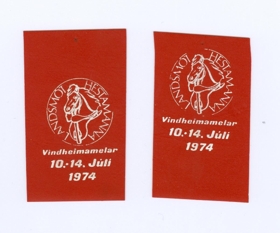 LANDSMÓT HESTAMANNA
Vindheimamelar
10.-14. Júli
1974
LANDSMÓT HESTAMANNA
Vindheimamelar
10.-14. Júli
1974